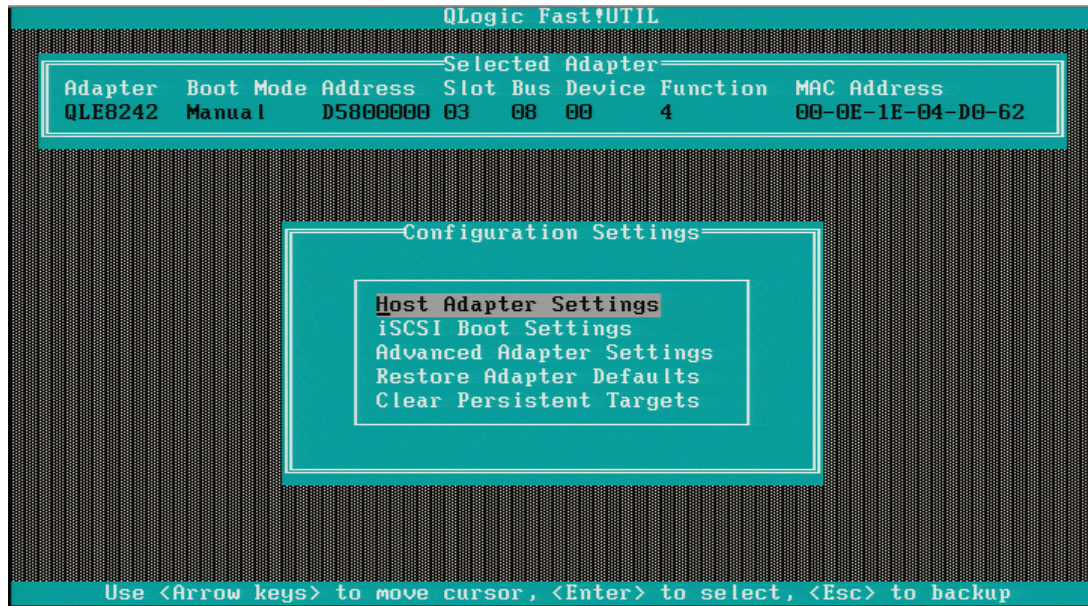 QLogic Fast!UTIL
Selected Adapter
Adapter Boot Mode Address Slot Bus Device Function MAC Address
QLE8242 Manual D5800000 03 08 00 4 00-0E-1E-04-D0-62
Configuration Settings
Host Adapter Settings
iSCSI Boot Settings
Advanced Adapter Settings
Restore Adapter Defaults
Clear Persistent Targets
Use <Arrow keys> to move cursor, <Enter> to select, <Esc> to backup